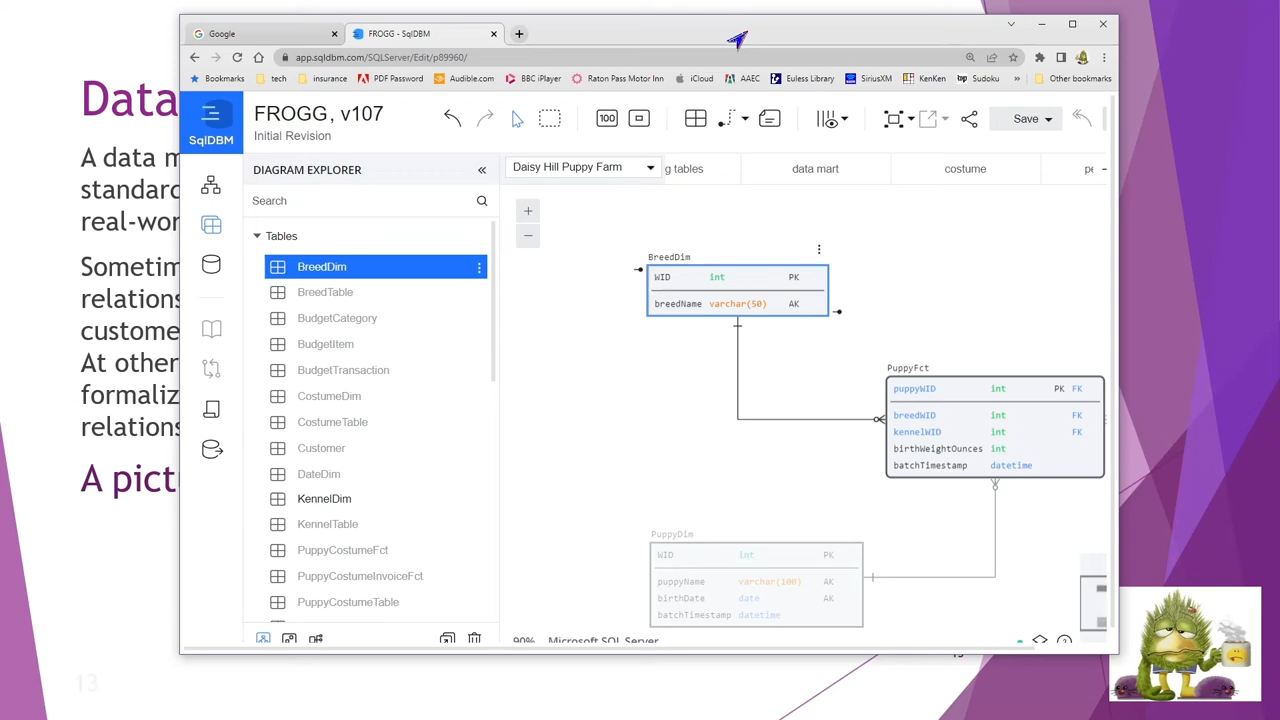 Data
A data m
standard
real-wor
Sometim
relations
custome
At other
formaliz
relations
A pict
13
Google
FROGG - SqlDBM
app.sqldbm.com/SQLServer/Edit/p89960/
Bookmarks tech insurance PDF Password Audible.com BBC iPlayer Raton Pass Motor Inn iCloud AAEC Euless Library SiriusXM KenKen Sudoku » Other bookmarks
SqlDBM
FROGG, v107
Initial Revision
100
Save
DIAGRAM EXPLORER «
Daisy Hill Puppy Farm
g tables
data mart
costume
pe
Search
Tables
BreedDim
BreedTable
BudgetCategory
BudgetItem
BudgetTransaction
CostumeDim
CostumeTable
Customer
DateDim
KennelDim
KennelTable
PuppyCostumeFct
PuppyCostumeInvoiceFct
PuppyCostumeTable
BreedDim
WID int PK
breedName varchar(50) AK
PuppyFct
puppyWID int PK FK
breedWID int FK
kennelWID int FK
birthWeightOunces int
batchTimestamp datetime
PuppyDim
WID int PK
puppyName varchar(100) AK
birthDate date AK
batchTimestamp datetime
90% Microsoft SQL Server